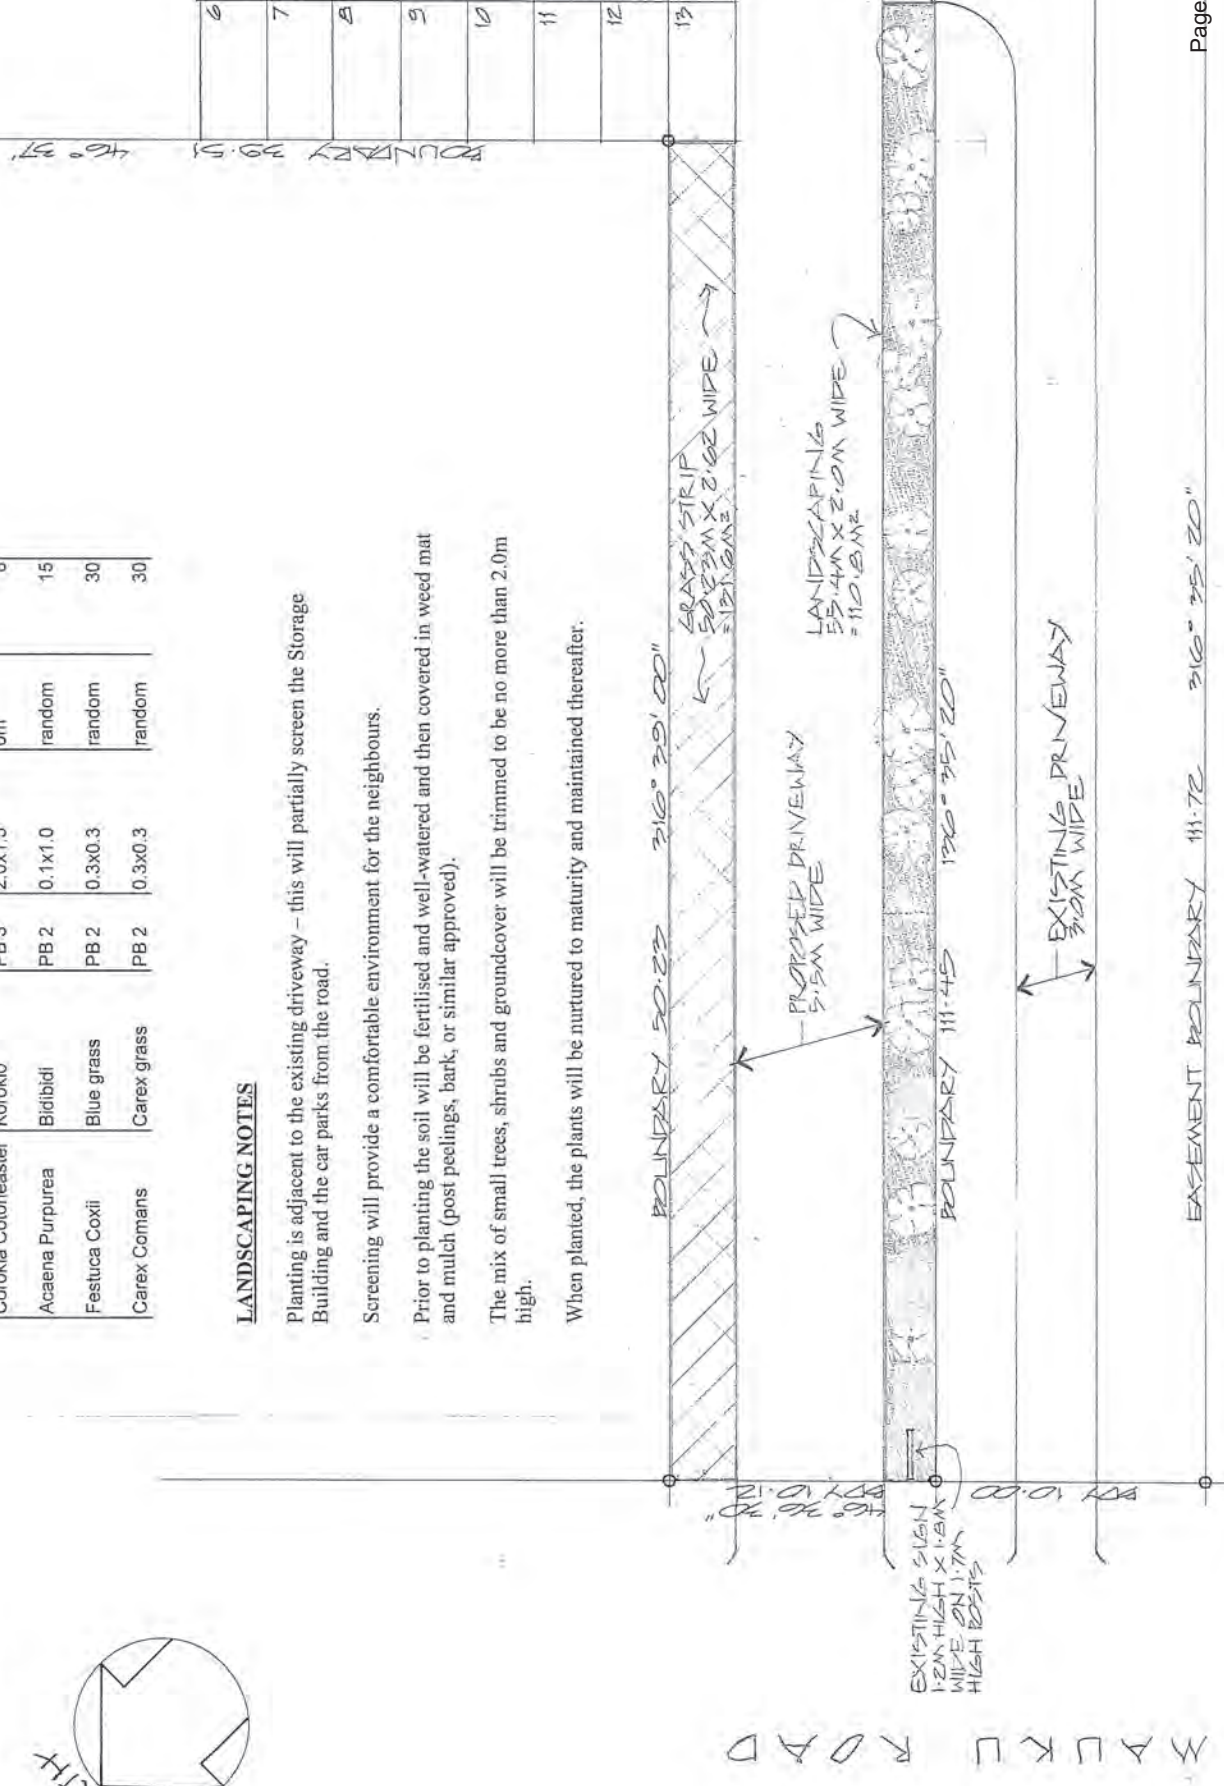 Corokia Cotoneaster Korokio PB 3
Acaena Purpurea Bidibidi PB 2 0.1x1.0 random 15
Festuca Coxii Blue grass PB 2 0.3x0.3 random 30
Carex Comans Carex grass PB 2 0.3x0.3 random 30
LANDSCAPING NOTES
Planting is adjacent to the existing driveway – this will partially screen the Storage
Building and the car parks from the road.
Screening will provide a comfortable environment for the neighbours.
Prior to planting the soil will be fertilised and well-watered and then covered in weed mat
and mulch (post peelings, bark, or similar approved).
The mix of small trees, shrubs and groundcover will be trimmed to be no more than 2.0m
high.
When planted, the plants will be nurtured to maturity and maintained thereafter.
46° 37'
BOUNDARY 39.51
6
7
8
9
10
11
12
13
BOUNDARY 50.23 316° 39' 00"
GRASS STRIP
50.23M X 2.62 WIDE
=131.6M2
PROPOSED DRIVEWAY
5.5M WIDE
LANDSCAPING
55.4M X 2.0M WIDE
=110.8M2
BOUNDARY 111.45 136° 35' 20"
EXISTING DRIVEWAY
3.0M WIDE
EASEMENT BOUNDARY 111.72 316° 35' 20"
46° 36' 30"
BDY 10.12
BDY 10.00
EXISTING SIGN
1.2M HIGH X 1.8M
WIDE ON 1.7M
HIGH POSTS
MAUKU ROAD
Page